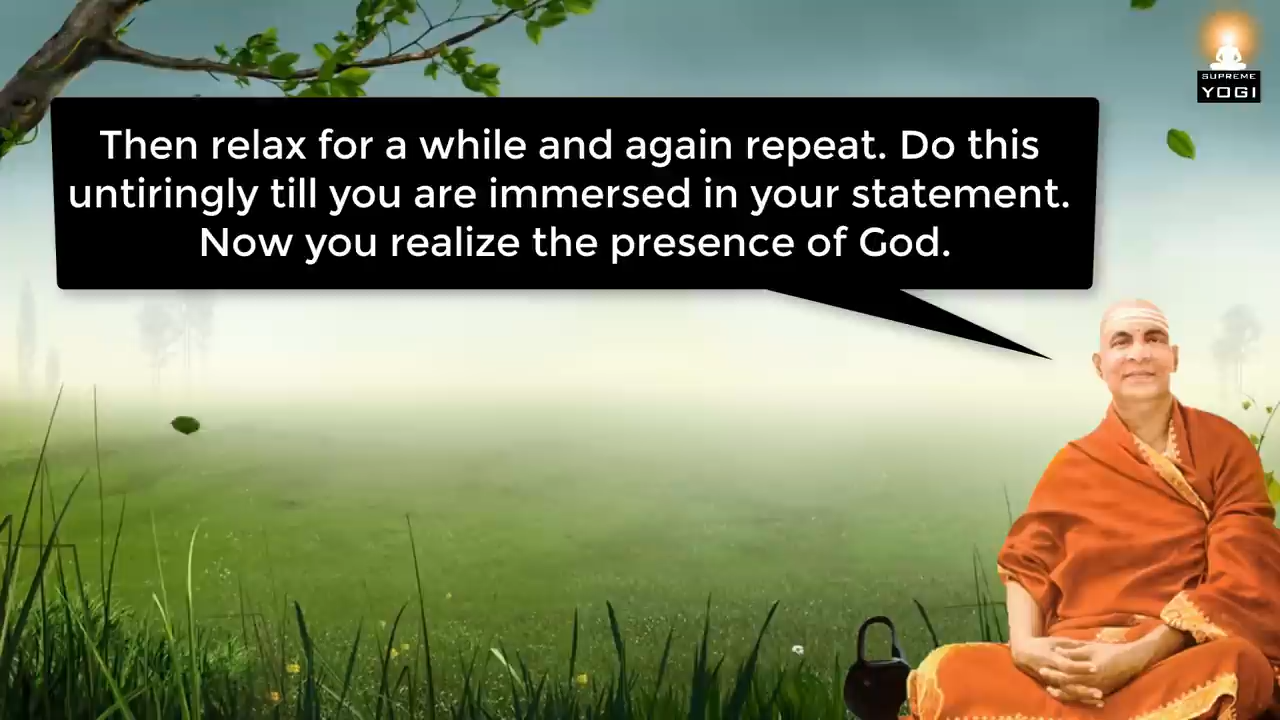 SUPREME
YOGI
Then relax for a while and again repeat. Do this
untiringly till you are immersed in your statement.
Now you realize the presence of God.